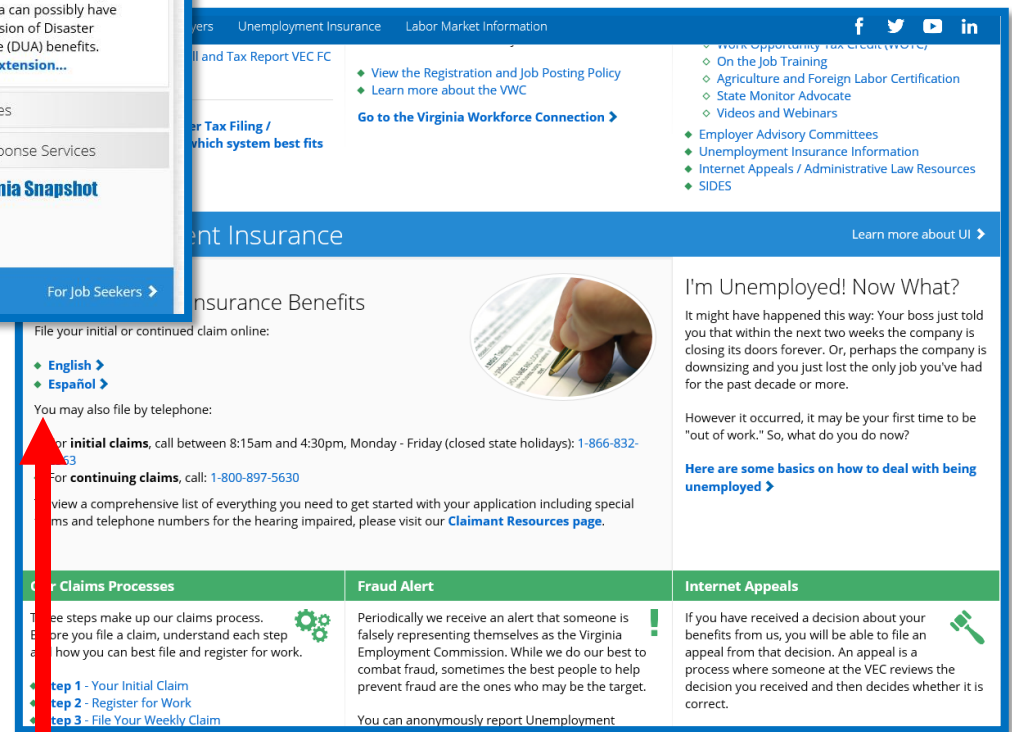 a can possibly have
sion of Disaster
e (DUA) benefits.
xtension...
es
onse Services
nia Snapshot
For Job Seekers
yers Unemployment Insurance Labor Market Information
ll and Tax Report VEC FC
er Tax Filing /
which system best fits
View the Registration and Job Posting Policy
Learn more about the VWC
Go to the Virginia Workforce Connection
Work Opportunity Tax Credit (WOTC)
On the Job Training
Agriculture and Foreign Labor Certification
State Monitor Advocate
Videos and Webinars
Employer Advisory Committees
Unemployment Insurance Information
Internet Appeals / Administrative Law Resources
SIDES
ent Insurance
Learn more about UI
nsurance Benefits
File your initial or continued claim online:
English
Español
You may also file by telephone:
or initial claims, call between 8:15am and 4:30pm, Monday - Friday (closed state holidays): 1-866-832-
63
For continuing claims, call: 1-800-897-5630
view a comprehensive list of everything you need to get started with your application including special
ms and telephone numbers for the hearing impaired, please visit our Claimant Resources page.
I'm Unemployed! Now What?
It might have happened this way: Your boss just told
you that within the next two weeks the company is
closing its doors forever. Or, perhaps the company is
downsizing and you just lost the only job you've had
for the past decade or more.
However it occurred, it may be your first time to be
"out of work." So, what do you do now?
Here are some basics on how to deal with being
unemployed
r Claims Processes
T ee steps make up our claims process.
B ore you file a claim, understand each step
a how you can best file and register for work.
tep 1 - Your Initial Claim
tep 2 - Register for Work
tep 3 - File Your Weekly Claim
Fraud Alert
Periodically we receive an alert that someone is
falsely representing themselves as the Virginia
Employment Commission. While we do our best to
combat fraud, sometimes the best people to help
prevent fraud are the ones who may be the target.
You can anonymously report Unemployment
Internet Appeals
If you have received a decision about your
benefits from us, you will be able to file an
appeal from that decision. An appeal is a
process where someone at the VEC reviews the
decision you received and then decides whether it is
correct.